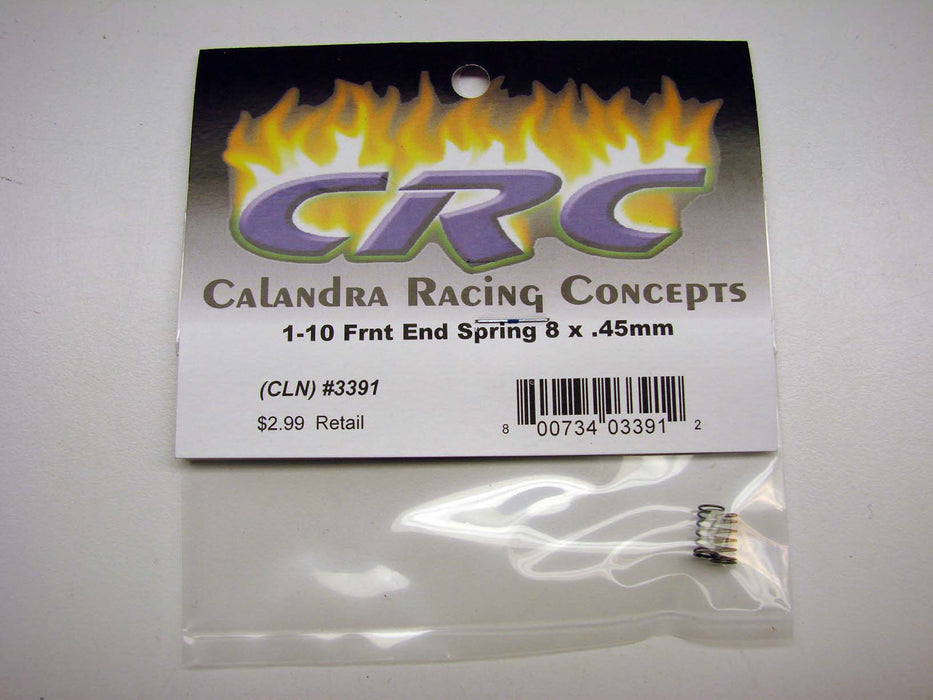 CRC
Calandra Racing Concepts
1-10 Frnt End Spring 8 x .45mm
(CLN) #3391
$2.99 Retail
8 00734 03391 2